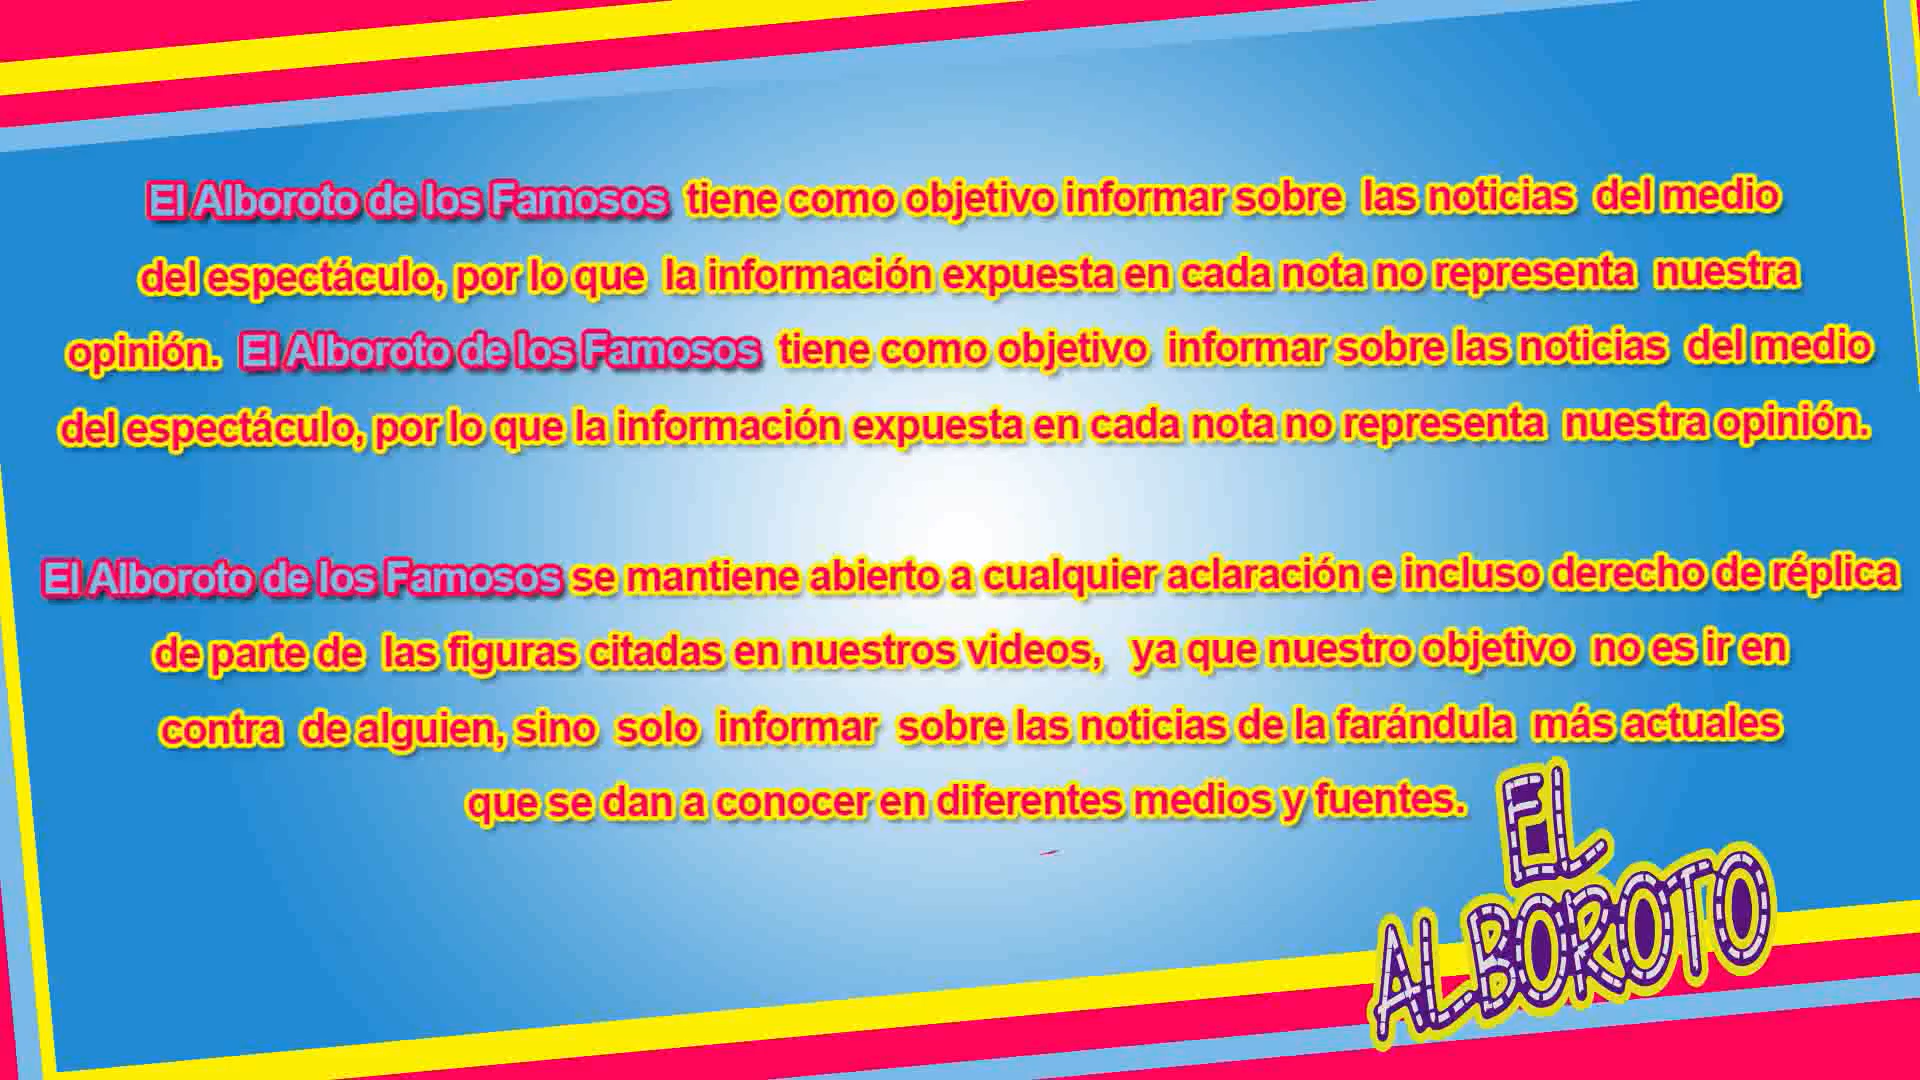 El Alboroto de los Famosos tiene como objetivo informar sobre las noticias del medio
del espectáculo, por lo que la información expuesta en cada nota no representa nuestra
opinión. El Alboroto de los Famosos tiene como objetivo informar sobre las noticias del medio
del espectáculo, por lo que la información expuesta en cada nota no representa nuestra opinión.
El Alboroto de los Famosos se mantiene abierto a cualquier aclaración e incluso derecho de réplica
de parte de las figuras citadas en nuestros videos, ya que nuestro objetivo no es ir en
contra de alguien, sino solo informar sobre las noticias de la farándula más actuales
que se dan a conocer en diferentes medios y fuentes.
EL
ALBOROTO